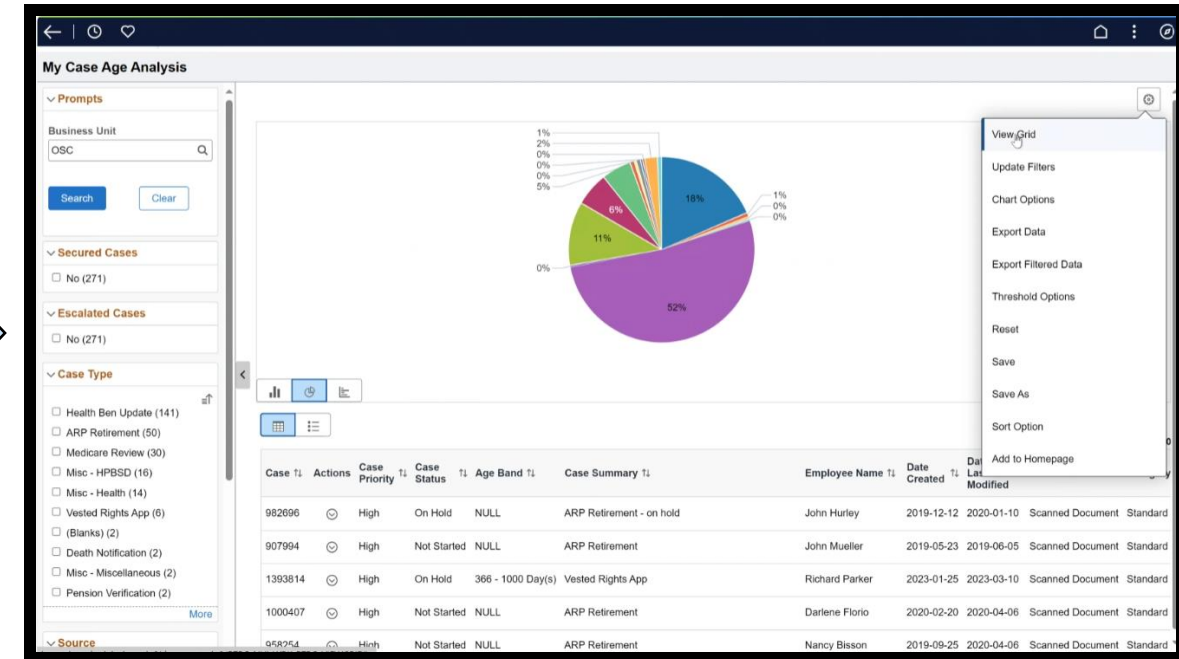 My Case Age Analysis
Prompts
Business Unit
OSC
Search Clear
Secured Cases
No (271)
Escalated Cases
No (271)
Case Type
Health Ben Update (141)
ARP Retirement (50)
Medicare Review (30)
Misc - HPBSD (16)
Misc - Health (14)
Vested Rights App (6)
(Blanks) (2)
Death Notification (2)
Misc - Miscellaneous (2)
Pension Verification (2)
More
Source
1%
2%
0%
0%
0%
5%
6%
11%
0%
18%
1%
0%
0%
52%
View Grid
Update Filters
Chart Options
Export Data
Export Filtered Data
Threshold Options
Reset
Save
Save As
Sort Option
Add to Homepage
Case Actions Case Priority Case Status Age Band Case Summary Employee Name Date Created Modified
982696 High On Hold NULL ARP Retirement - on hold John Hurley 2019-12-12 2020-01-10 Scanned Document Standard
907994 High Not Started NULL ARP Retirement John Mueller 2019-05-23 2019-06-05 Scanned Document Standard
1393814 High On Hold 366 - 1000 Day(s) Vested Rights App Richard Parker 2023-01-25 2023-03-10 Scanned Document Standard
1000407 High Not Started NULL ARP Retirement Darlene Florio 2020-02-20 2020-04-06 Scanned Document Standard
958254 High Not Started NULL ARP Retirement Nancy Bisson 2019-09-25 2020-04-06 Scanned Document Standard